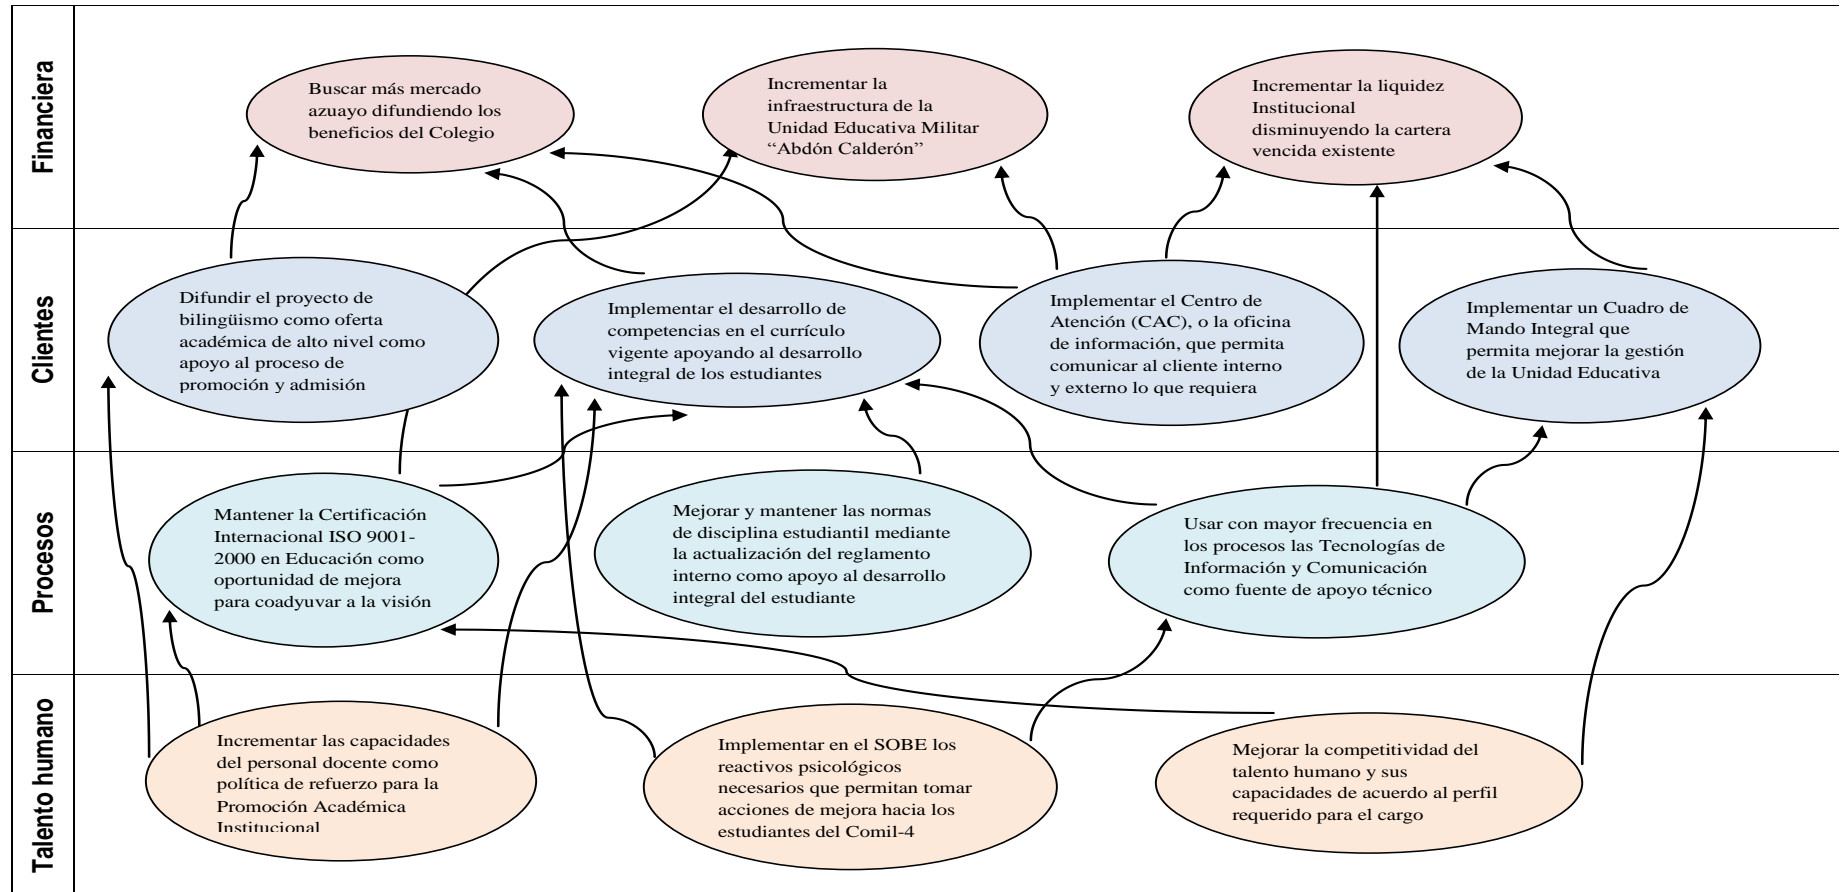 Financiera
Buscar más mercado
azuayo difundiendo los
beneficios del Colegio
Incrementar la
infraestructura de la
Unidad Educativa Militar
“Abdón Calderón”
Incrementar la liquidez
Institucional
disminuyendo la cartera
vencida existente
Clientes
Difundir el proyecto de
bilingüismo como oferta
académica de alto nivel como
apoyo al proceso de
promoción y admisión
Implementar el desarrollo de
competencias en el currículo
vigente apoyando al desarrollo
integral de los estudiantes
Implementar el Centro de
Atención (CAC), o la oficina
de información, que permita
comunicar al cliente interno
y externo lo que requiera
Implementar un Cuadro de
Mando Integral que
permita mejorar la gestión
de la Unidad Educativa
Procesos
Mantener la Certificación
Internacional ISO 9001-
2000 en Educación como
oportunidad de mejora
para coadyuvar a la visión
Mejorar y mantener las normas
de disciplina estudiantil mediante
la actualización del reglamento
interno como apoyo al desarrollo
integral del estudiante
Usar con mayor frecuencia en
los procesos las Tecnologías de
Información y Comunicación
como fuente de apoyo técnico
Talento humano
Incrementar las capacidades
del personal docente como
política de refuerzo para la
Promoción Académica
Institucional
Implementar en el SOBE los
reactivos psicológicos
necesarios que permitan tomar
acciones de mejora hacia los
estudiantes del Comil-4
Mejorar la competitividad del
talento humano y sus
capacidades de acuerdo al perfil
requerido para el cargo